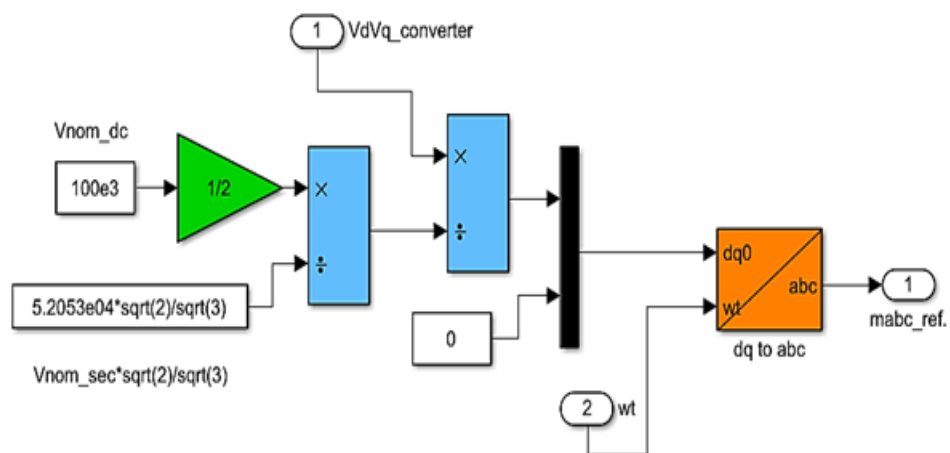 1
VdVq_converter
Vnom_dc
100e3
1/2
×
÷
×
÷
5.2053e04*sqrt(2)/sqrt(3)
Vnom_sec*sqrt(2)/sqrt(3)
0
dq0
wt
abc
dq to abc
1
mabc_ref.
2
wt